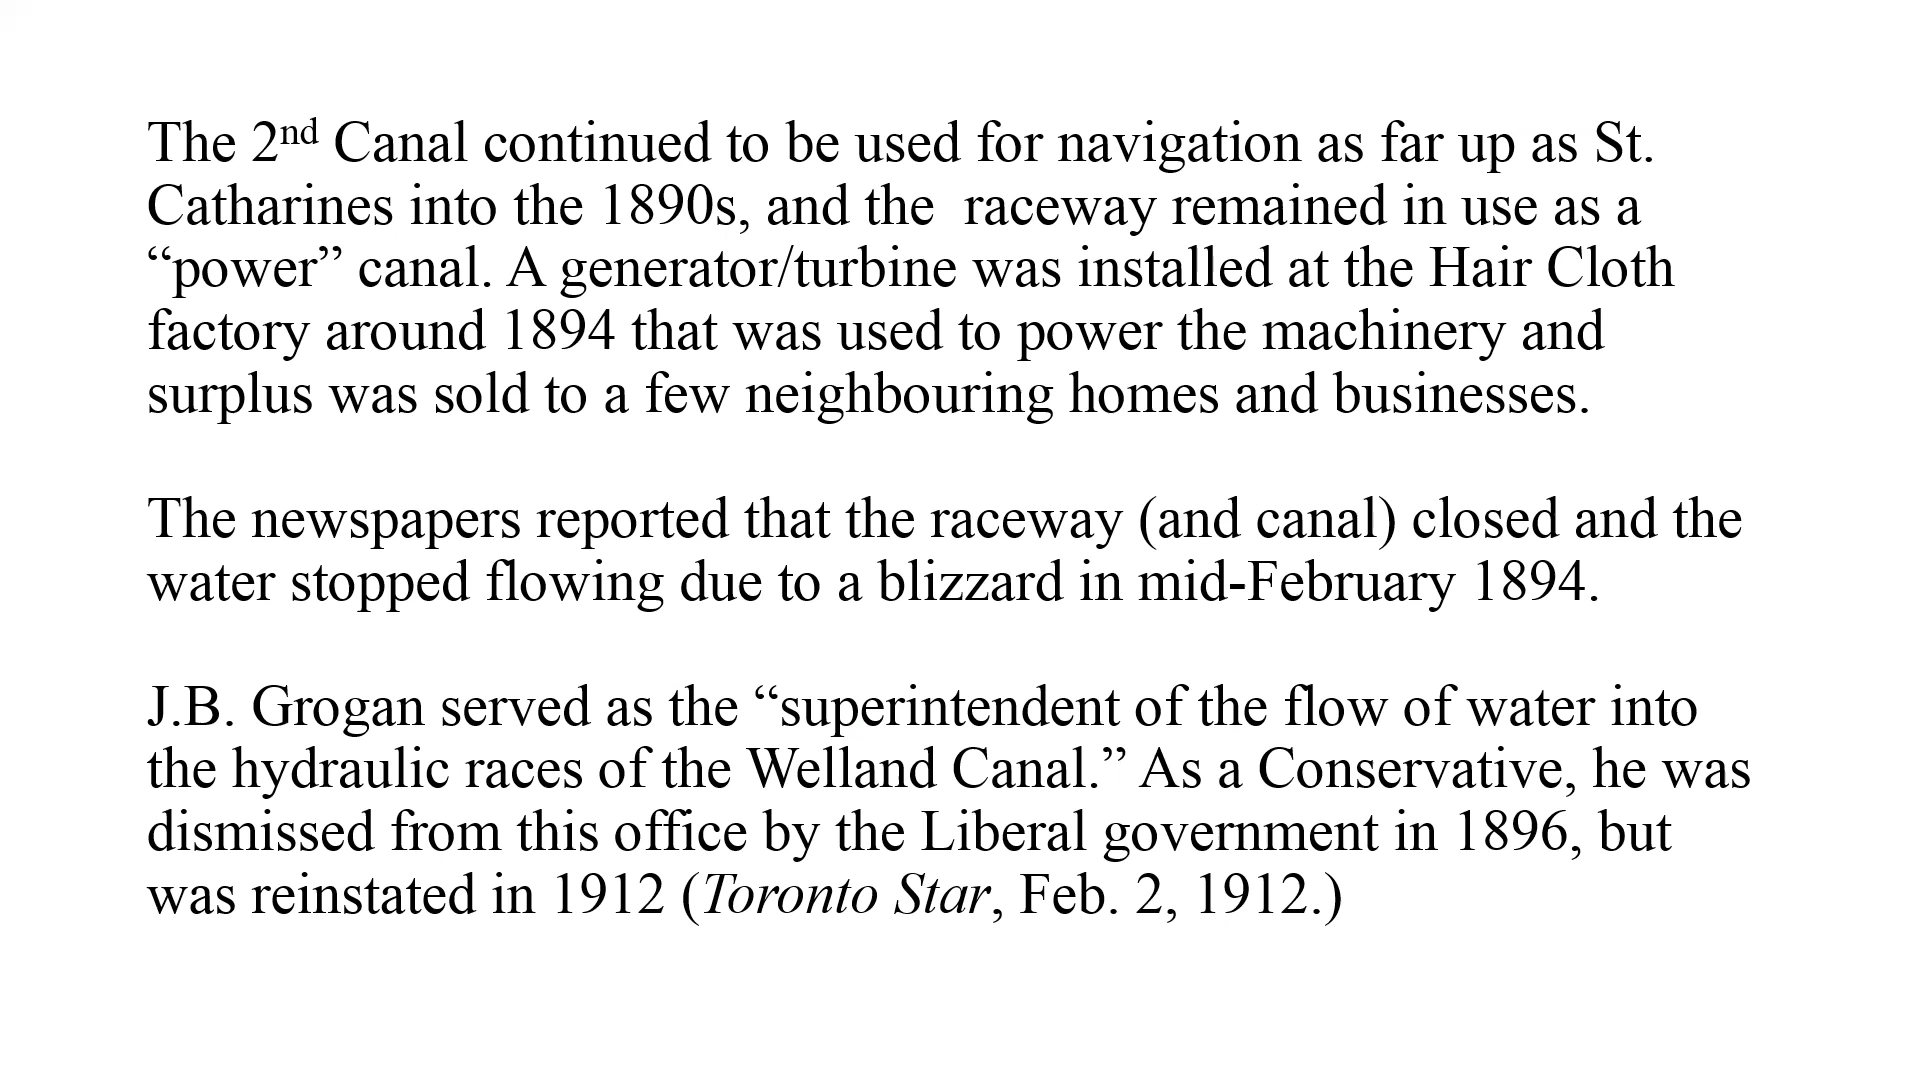 The 2nd Canal continued to be used for navigation as far up as St.
Catharines into the 1890s, and the  raceway remained in use as a
“power” canal. A generator/turbine was installed at the Hair Cloth
factory around 1894 that was used to power the machinery and
surplus was sold to a few neighbouring homes and businesses.
The newspapers reported that the raceway (and canal) closed and the
water stopped flowing due to a blizzard in mid-February 1894.
J.B. Grogan served as the “superintendent of the flow of water into
the hydraulic races of the Welland Canal.” As a Conservative, he was
dismissed from this office by the Liberal government in 1896, but
was reinstated in 1912 (Toronto Star, Feb. 2, 1912.)